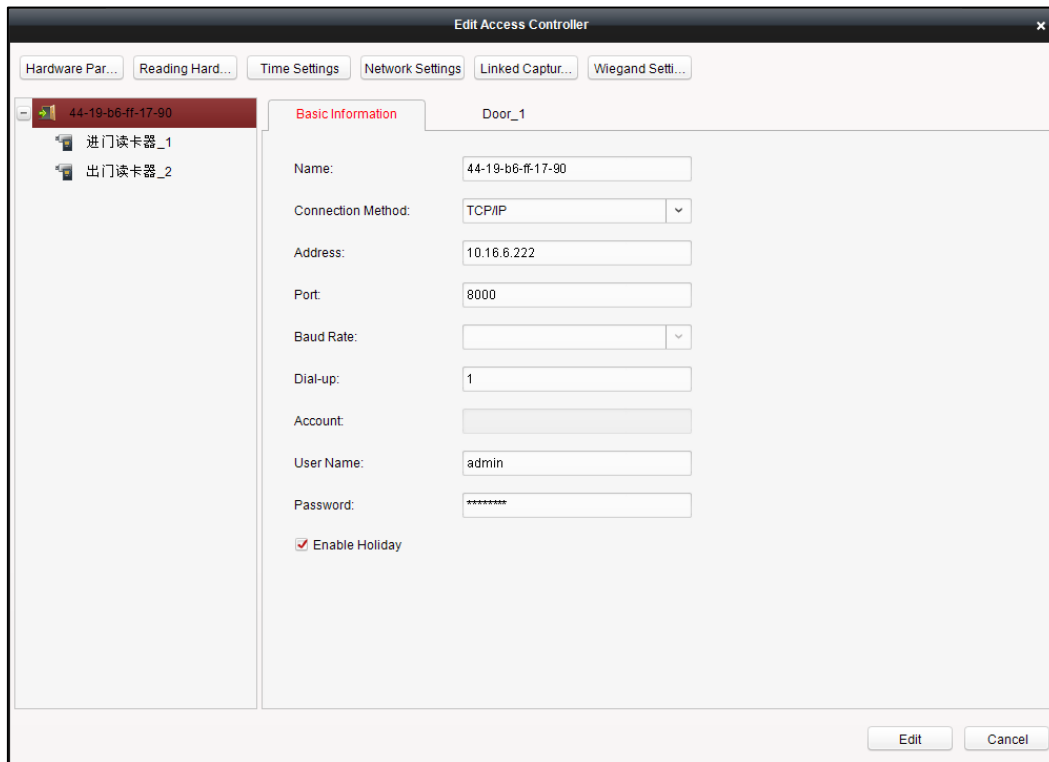 Edit Access Controller
Hardware Par... Reading Hard... Time Settings Network Settings Linked Captur... Wiegand Setti...
44-19-b6-ff-17-90
进门读卡器_1
出门读卡器_2
Basic Information Door_1
Name: 44-19-b6-ff-17-90
Connection Method: TCP/IP
Address: 10.16.6.222
Port: 8000
Baud Rate:
Dial-up: 1
Account:
User Name: admin
Password: ********
Enable Holiday
Edit Cancel